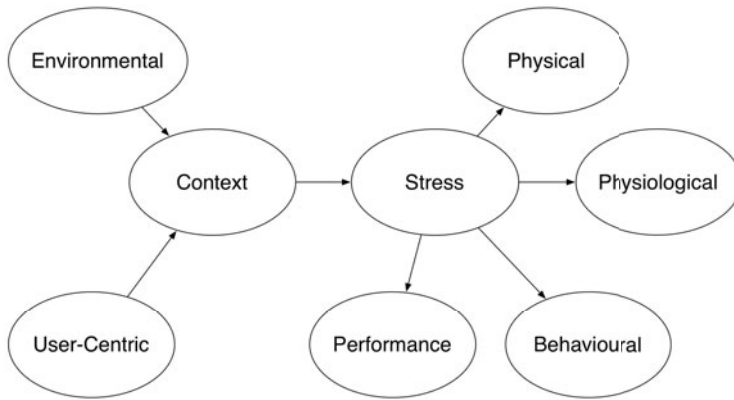 Environmental
Physical
Context
Stress
Physiological
User-Centric
Performance
Behavioural